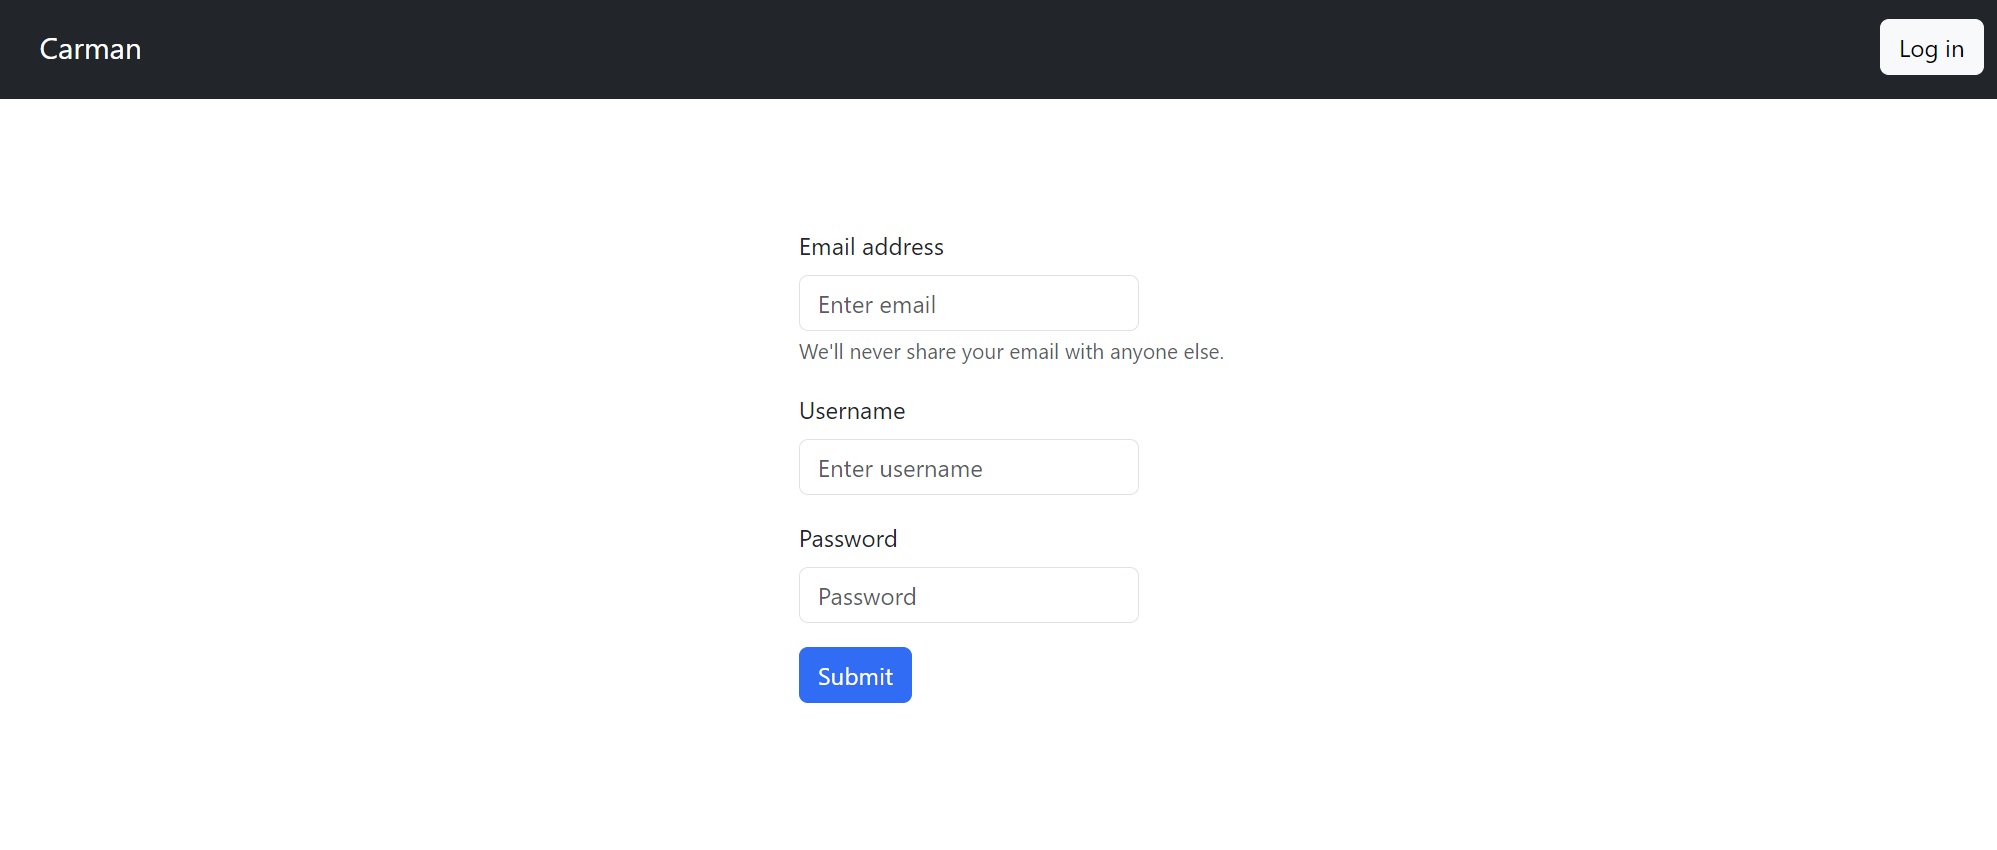 Carman
Log in
Email address
Enter email
We'll never share your email with anyone else.
Username
Enter username
Password
Password
Submit